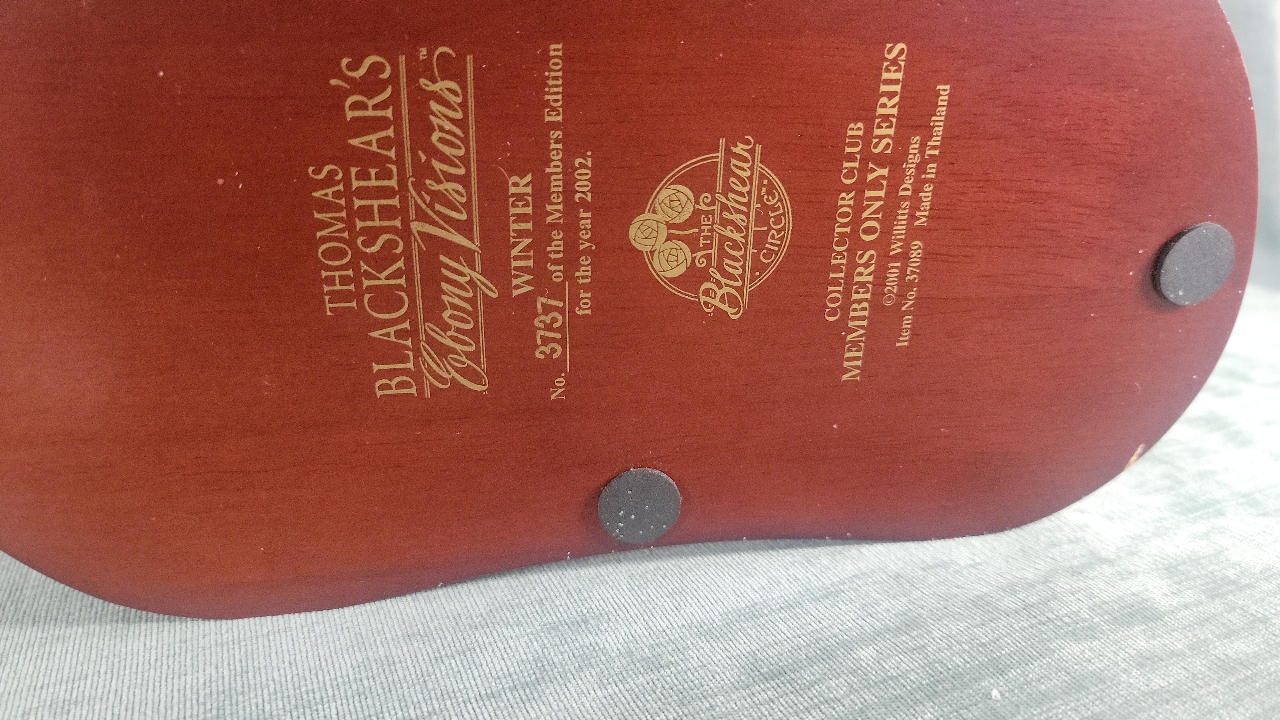 THOMAS
BLACKSHEAR'S
Ebony Visions™
WINTER
No. 3737 of the Members Edition
for the year 2002.
THE
Blackshear
CIRCLE™
COLLECTOR CLUB
MEMBERS ONLY SERIES
©2001 Willitts Designs
Item No. 37089 Made in Thailand